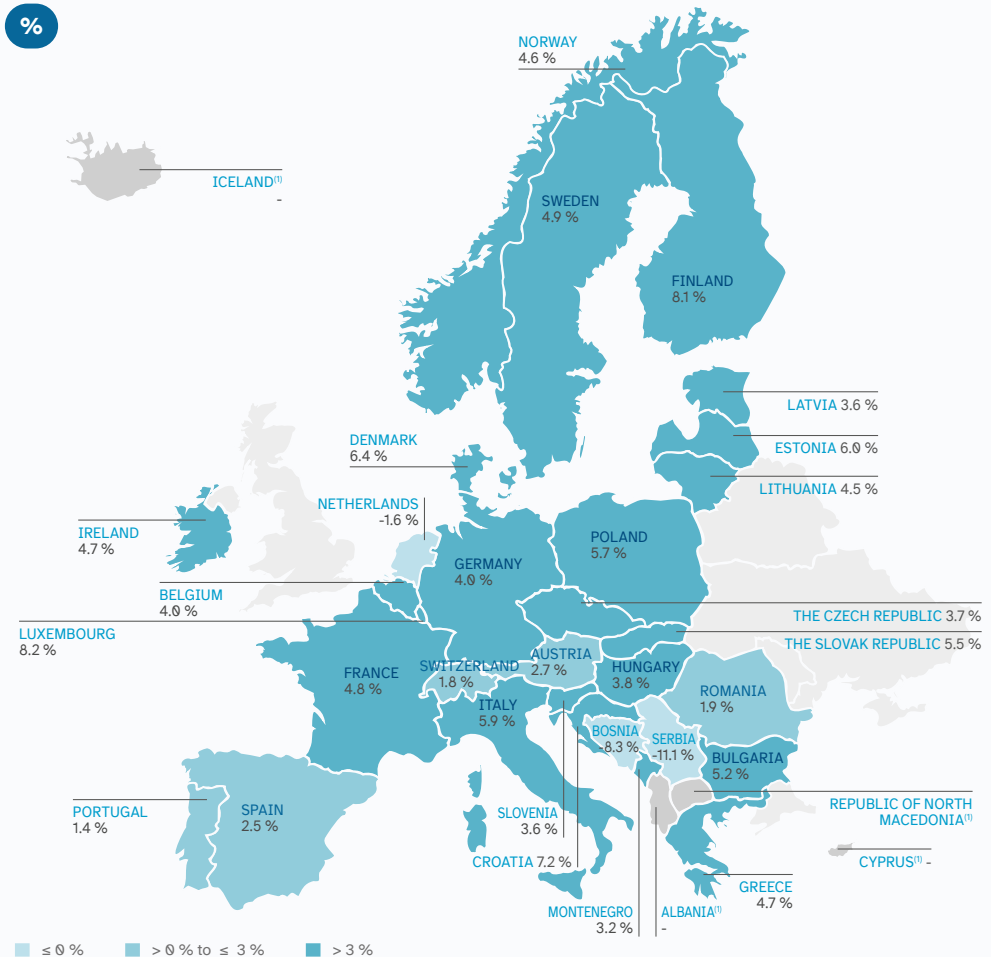 %
NORWAY
4.6 %
ICELAND(1)
-
SWEDEN
4.9 %
FINLAND
8.1 %
LATVIA 3.6 %
DENMARK
6.4 %
ESTONIA 6.0 %
LITHUANIA 4.5 %
NETHERLANDS
-1.6 %
IRELAND
4.7 %
POLAND
5.7 %
GERMANY
4.0 %
BELGIUM
4.0 %
THE CZECH REPUBLIC 3.7 %
LUXEMBOURG
8.2 %
THE SLOVAK REPUBLIC 5.5 %
AUSTRIA
2.7 %
SWITZERLAND
1.8 %
HUNGARY
3.8 %
FRANCE
4.8 %
ROMANIA
1.9 %
ITALY
5.9 %
BOSNIA
-8.3 %
SERBIA
-11.1 %
BULGARIA
5.2 %
REPUBLIC OF NORTH
MACEDONIA(1)
PORTUGAL
1.4 %
SPAIN
2.5 %
SLOVENIA
3.6 %
CROATIA 7.2 %
CYPRUS(1) -
GREECE
4.7 %
MONTENEGRO
3.2 %
ALBANIA(1)
-
≤ 0 %
> 0 % to ≤ 3 %
> 3 %